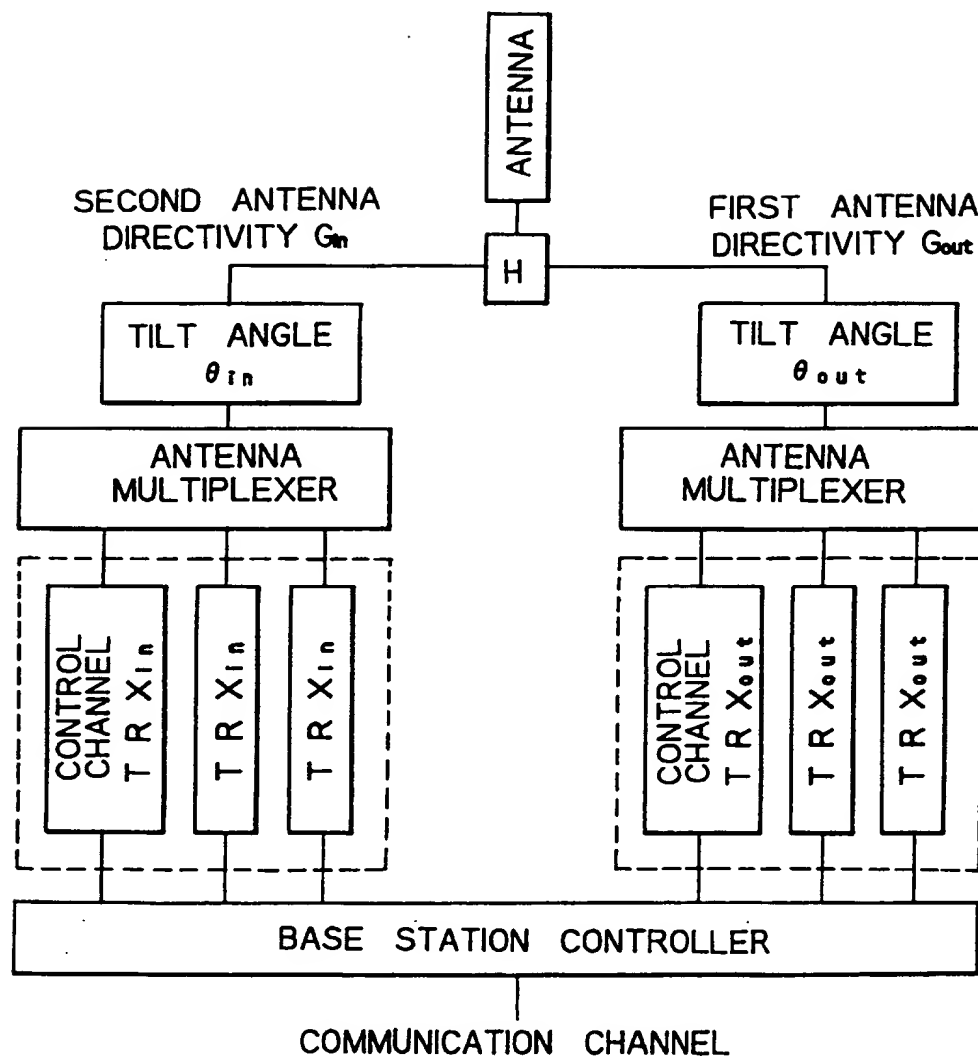 ANTENNA
SECOND ANTENNA
DIRECTIVITY Gin
FIRST ANTENNA
DIRECTIVITY Gout
H
TILT ANGLE
θin
TILT ANGLE
θout
ANTENNA
MULTIPLEXER
ANTENNA
MULTIPLEXER
CONTROL
CHANNEL
TRXin
TRXin
TRXin
CONTROL
CHANNEL
TRXout
TRXout
TRXout
BASE STATION CONTROLLER
COMMUNICATION CHANNEL